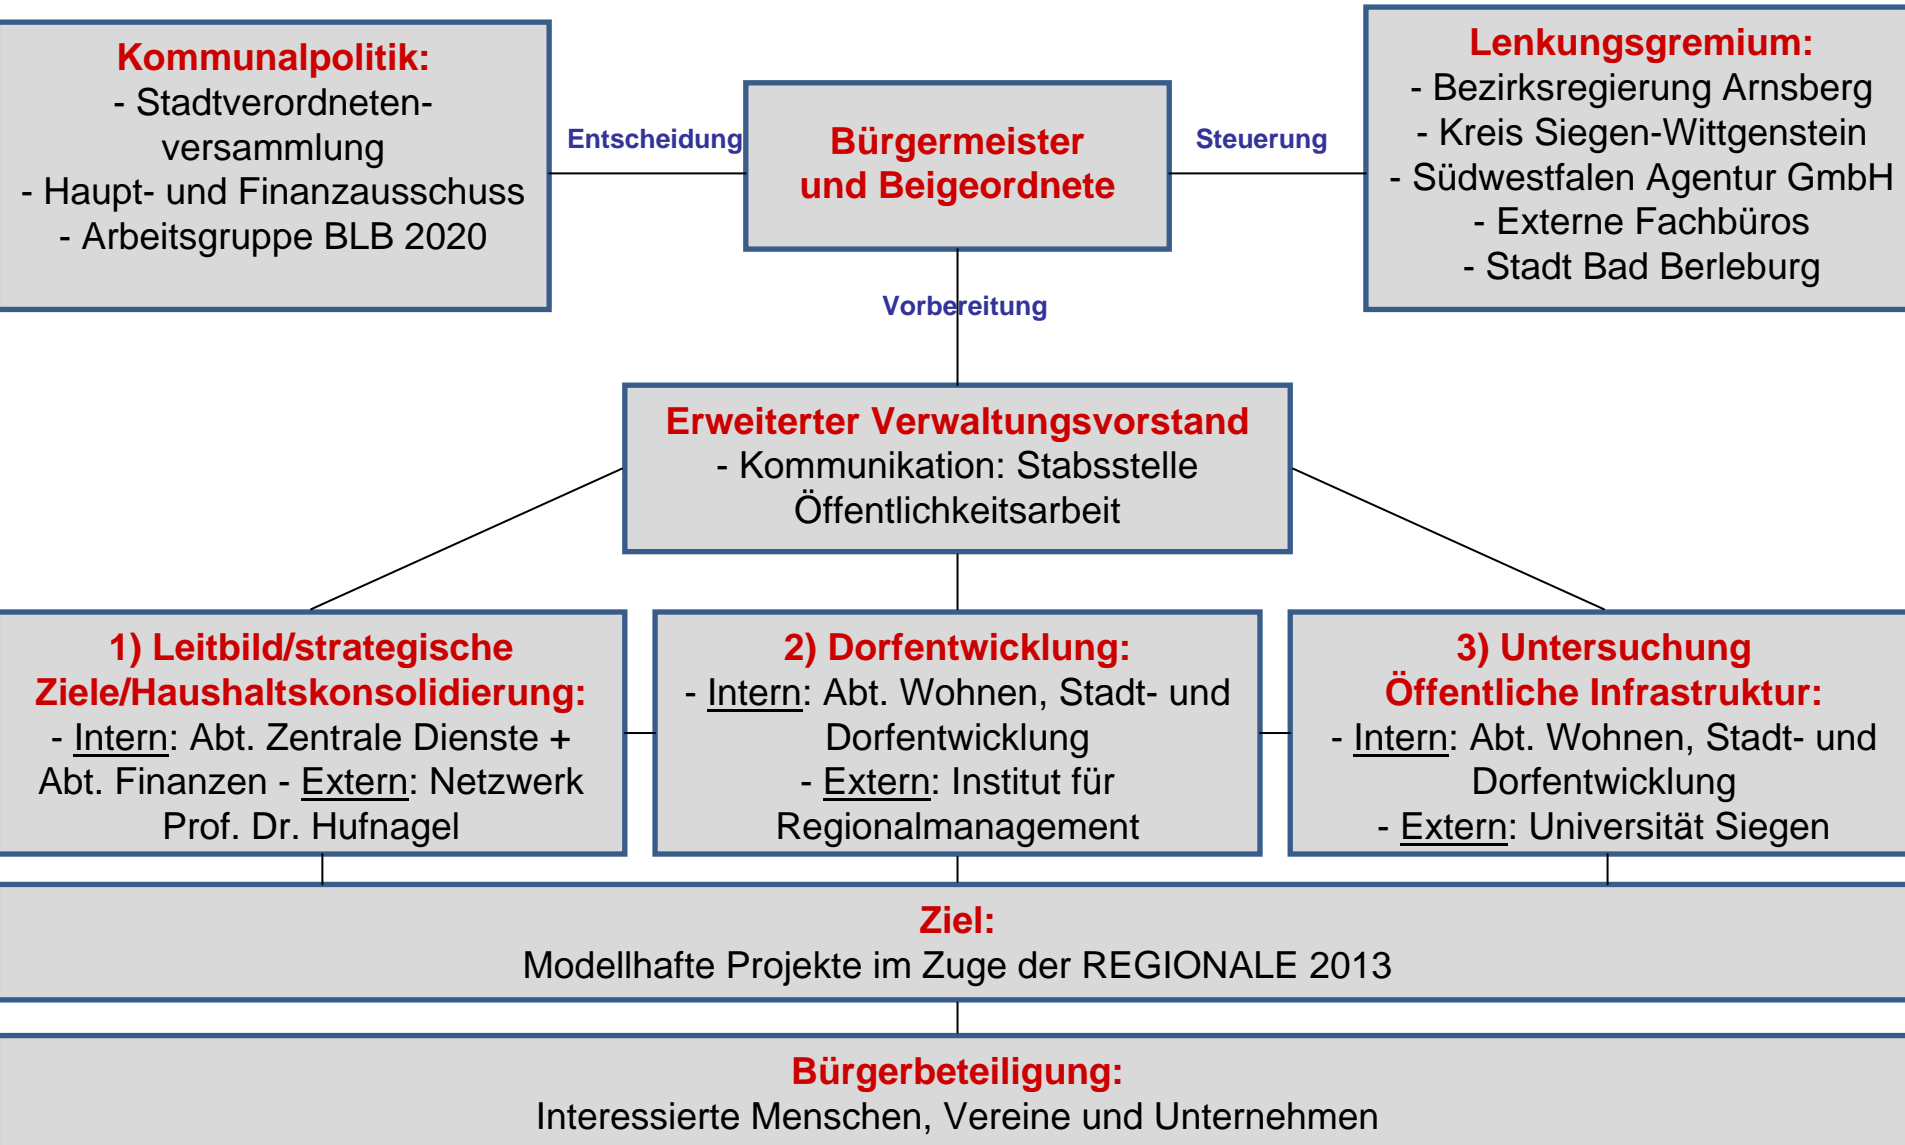 Kommunalpolitik:
- Stadtverordneten-
versammlung
- Haupt- und Finanzausschuss
- Arbeitsgruppe BLB 2020
Entscheidung
Bürgermeister
und Beigeordnete
Steuerung
Lenkungsgremium:
- Bezirksregierung Arnsberg
- Kreis Siegen-Wittgenstein
- Südwestfalen Agentur GmbH
- Externe Fachbüros
- Stadt Bad Berleburg
Vorbereitung
Erweiterter Verwaltungsvorstand
- Kommunikation: Stabsstelle
Öffentlichkeitsarbeit
1) Leitbild/strategische
Ziele/Haushaltskonsolidierung:
- Intern: Abt. Zentrale Dienste +
Abt. Finanzen - Extern: Netzwerk
Prof. Dr. Hufnagel
2) Dorfentwicklung:
- Intern: Abt. Wohnen, Stadt- und
Dorfentwicklung
- Extern: Institut für
Regionalmanagement
3) Untersuchung
Öffentliche Infrastruktur:
- Intern: Abt. Wohnen, Stadt- und
Dorfentwicklung
- Extern: Universität Siegen
Ziel:
Modellhafte Projekte im Zuge der REGIONALE 2013
Bürgerbeteiligung:
Interessierte Menschen, Vereine und Unternehmen